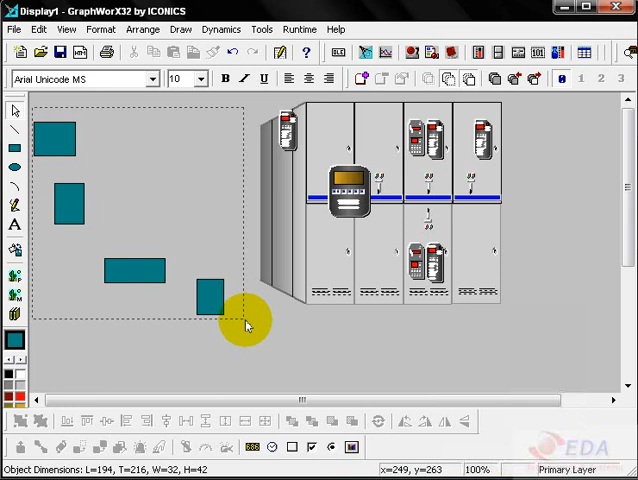 Display1 - GraphWorX32 by ICONICS
File Edit View Format Draw Arrange Dynamics Tools Runtime Help
Arial Unicode MS 10 B I U 0 1 2 3
A
Object Dimensions: L=194, T=216, W=32, H=42 x=249, y=263 100% Primary Layer
EDA